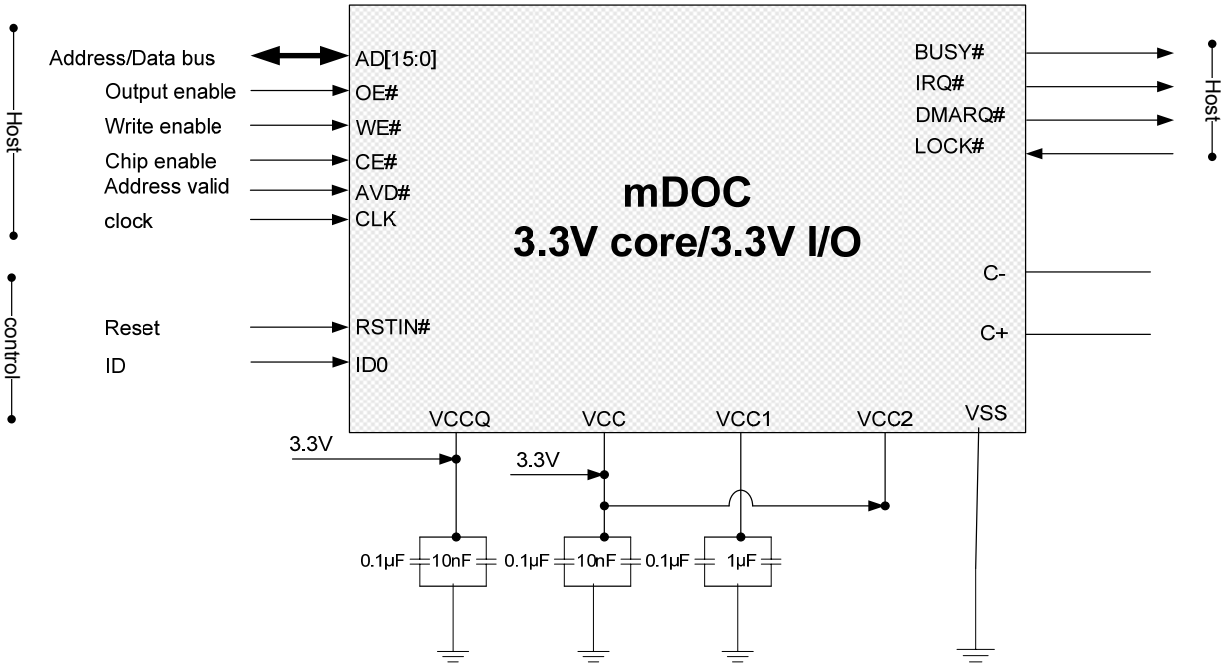 Host
Address/Data bus
Output enable
Write enable
Chip enable
Address valid
clock
AD[15:0]
OE#
WE#
CE#
AVD#
CLK
control
Reset
ID
RSTIN#
ID0
mDOC
3.3V core/3.3V I/O
BUSY#
IRQ#
DMARQ#
LOCK#
Host
C-
C+
VCCQ
VCC
VCC1
VCC2
VSS
3.3V
3.3V
0.1µF
10nF
0.1µF
10nF
0.1µF
1µF